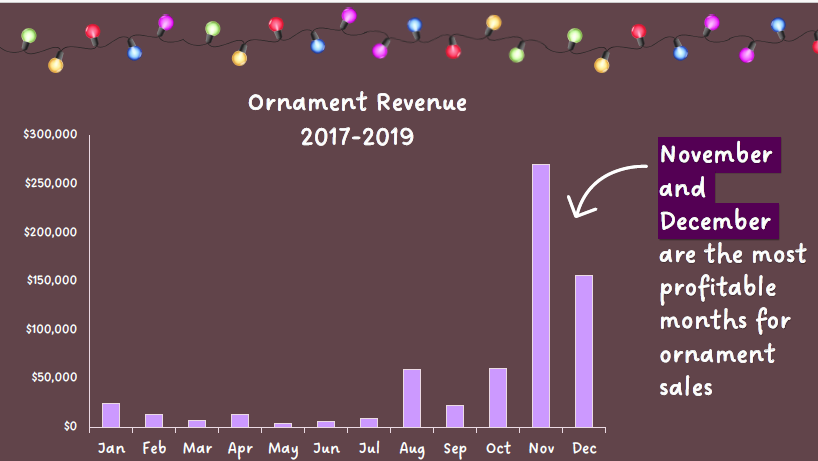 Ornament Revenue
2017-2019
$300,000
$250,000
$200,000
$150,000
$100,000
$50,000
$0
Jan Feb Mar Apr May Jun Jul Aug Sep Oct Nov Dec
November
and
December
are the most
profitable
months for
ornament
sales